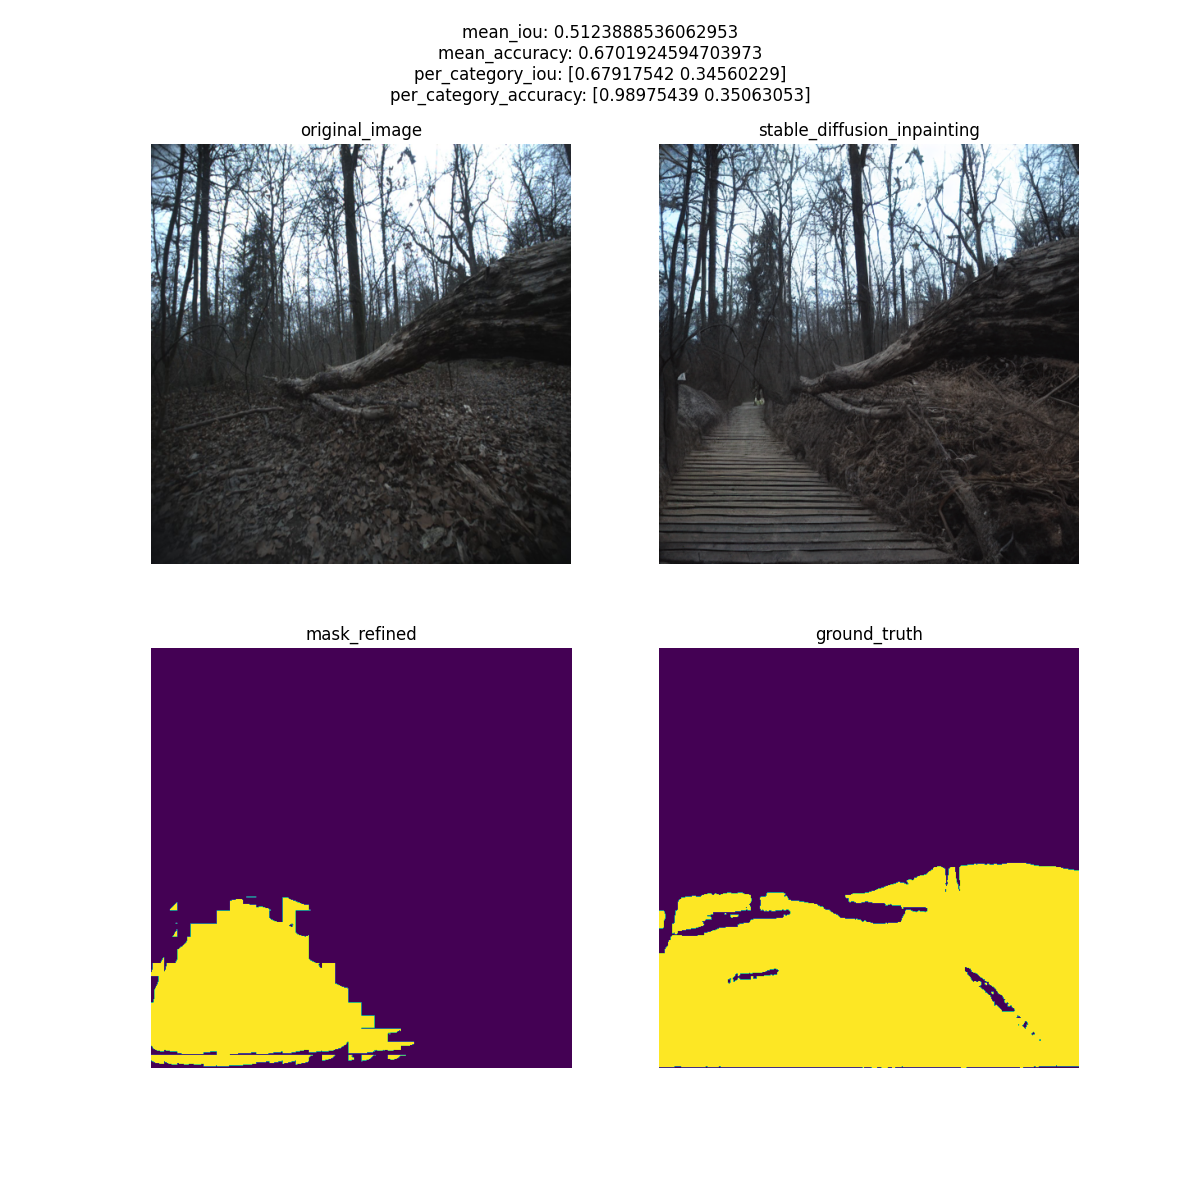 mean_iou: 0.5123888536062953
mean_accuracy: 0.6701924594703973
per_category_iou: [0.67917542 0.34560229]
per_category_accuracy: [0.98975439 0.35063053]
original_image
stable_diffusion_inpainting
mask_refined
ground_truth